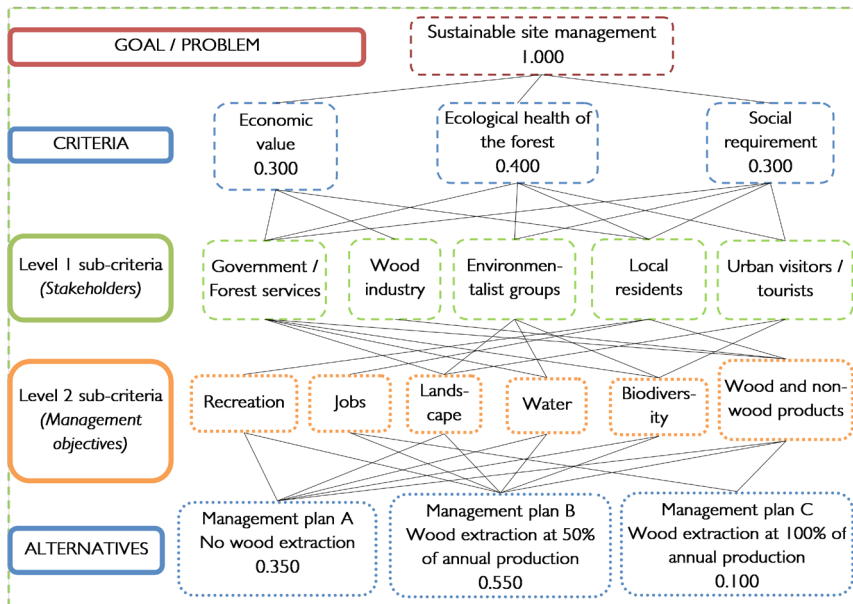 GOAL / PROBLEM
Sustainable site management
1.000
CRITERIA
Economic
value
0.300
Ecological health of
the forest
0.400
Social
requirement
0.300
Level 1 sub-criteria
(Stakeholders)
Government /
Forest services
Wood
industry
Environmen-
talist groups
Local
residents
Urban visitors /
tourists
Level 2 sub-criteria
(Management
objectives)
Recreation
Jobs
Lands-
cape
Water
Biodivers-
ity
Wood and non-
wood products
ALTERNATIVES
Management plan A
No wood extraction
0.350
Management plan B
Wood extraction at 50%
of annual production
0.550
Management plan C
Wood extraction at 100% of
annual production
0.100